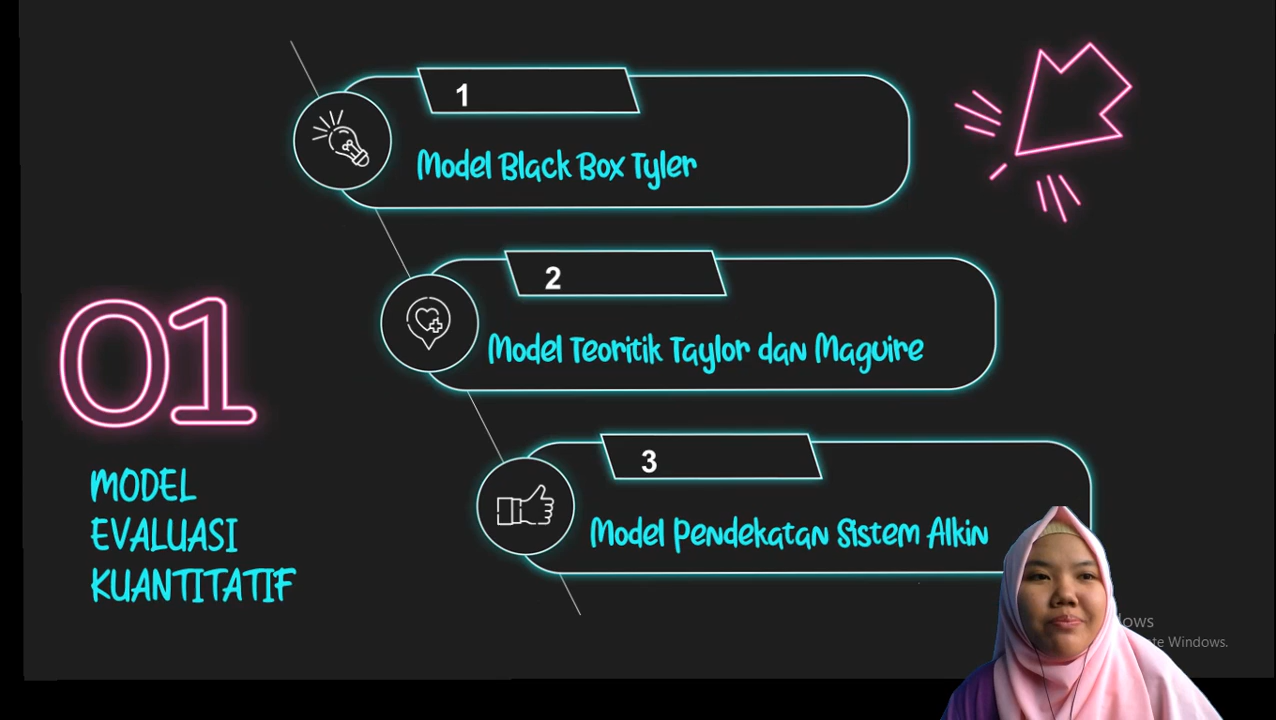 1
Model Black Box Tyler
2
Model Teoritik Taylor dan Maguire
3
Model Pendekatan Sistem Alkin
01
MODEL
EVALUASI
KUANTITATIF
Windows.